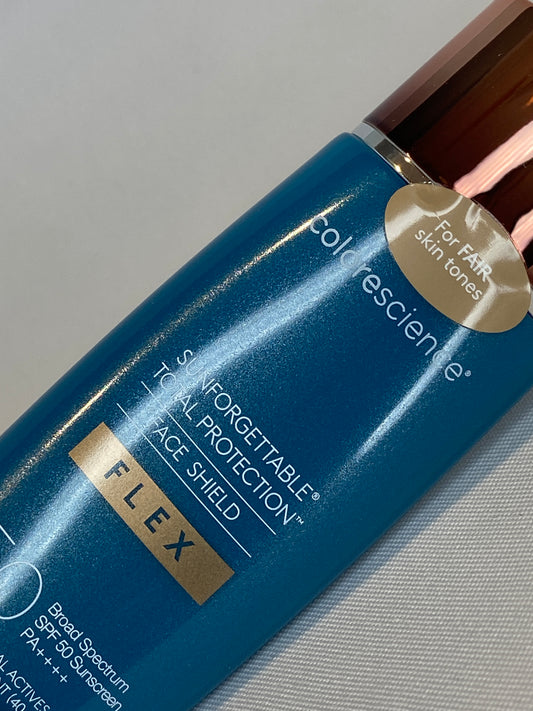 colorescience®
For FAIR
skin tones
SUNFORGETTABLE®
TOTAL PROTECTION™
FACE SHIELD
FLEX
Broad Spectrum
SPF 50 Sunscreen
PA++++